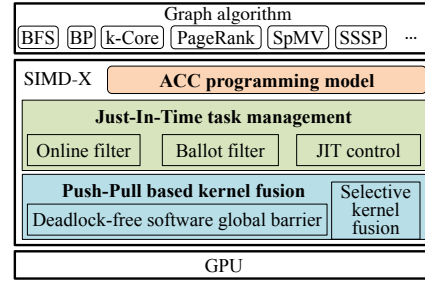 Graph algorithm
BFS BP k-Core PageRank SpMV SSSP ...
SIMD-X ACC programming model
Just-In-Time task management
Online filter Ballot filter JIT control
Push-Pull based kernel fusion
Deadlock-free software global barrier
Selective
kernel
fusion
GPU